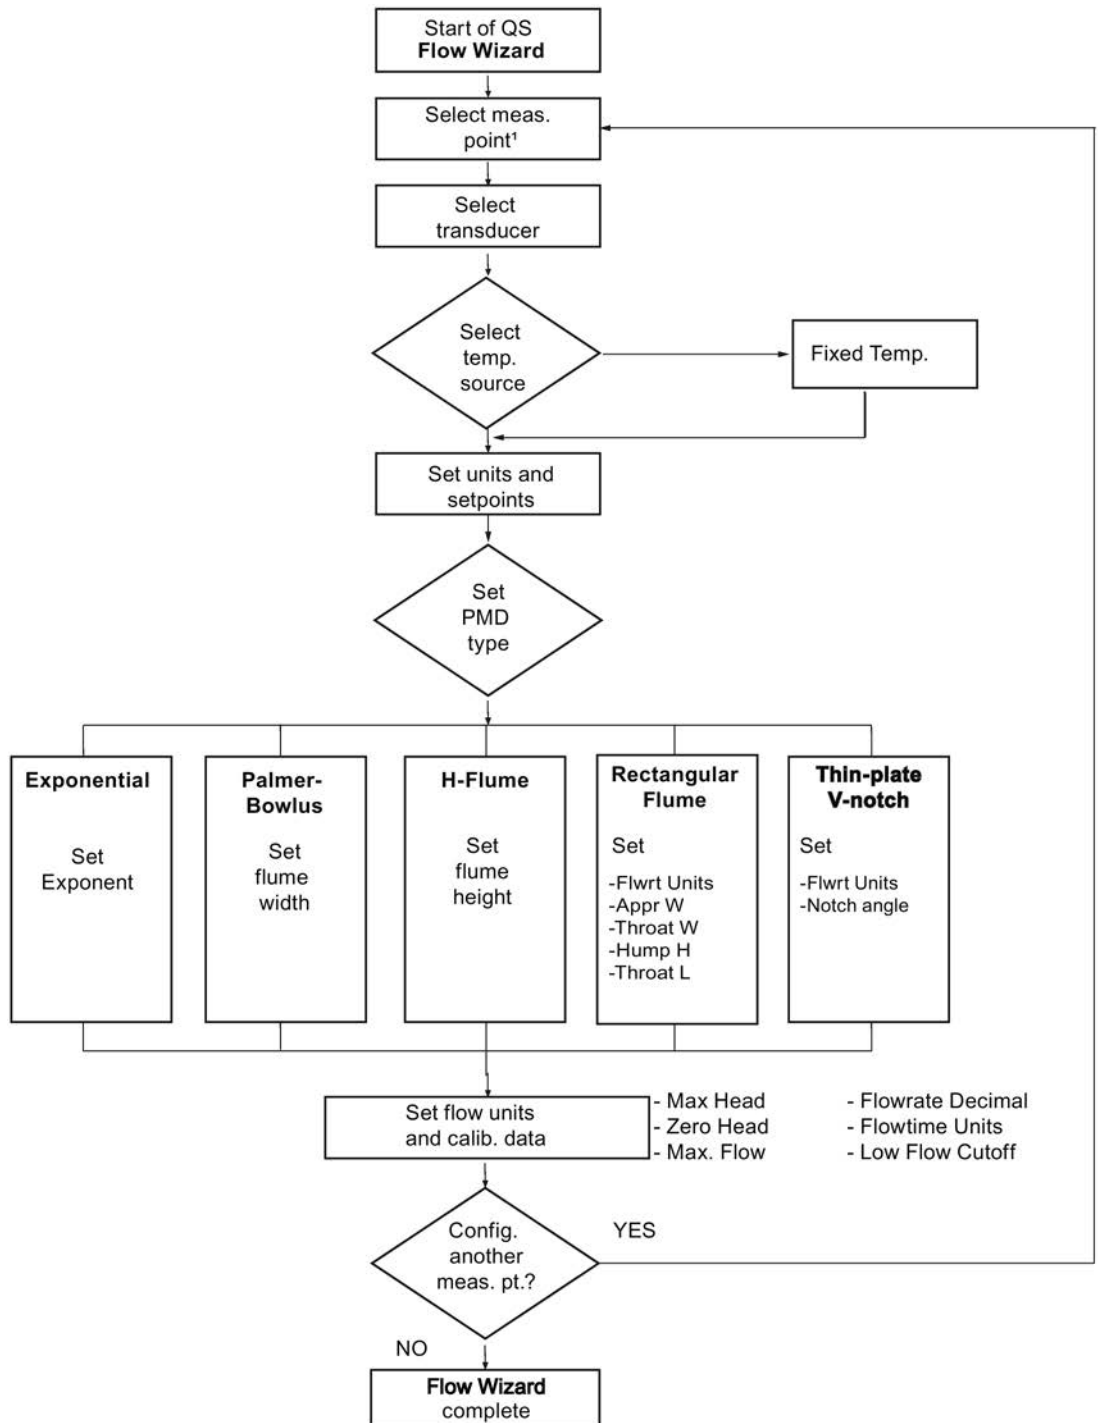 Start of QS
Flow Wizard
Select meas.
point¹
Select
transducer
Select
temp.
source
Fixed Temp.
Set units and
setpoints
Set
PMD
type
Exponential
Set
Exponent
Palmer-
Bowlus
Set
flume
width
H-Flume
Set
flume
height
Rectangular
Flume
Set
-Flwrt Units
-Appr W
-Throat W
-Hump H
-Throat L
Thin-plate
V-notch
Set
-Flwrt Units
-Notch angle
Set flow units
and calib. data
- Max Head
- Zero Head
- Max. Flow
- Flowrate Decimal
- Flowtime Units
- Low Flow Cutoff
Config.
another
meas. pt.?
YES
NO
Flow Wizard
complete